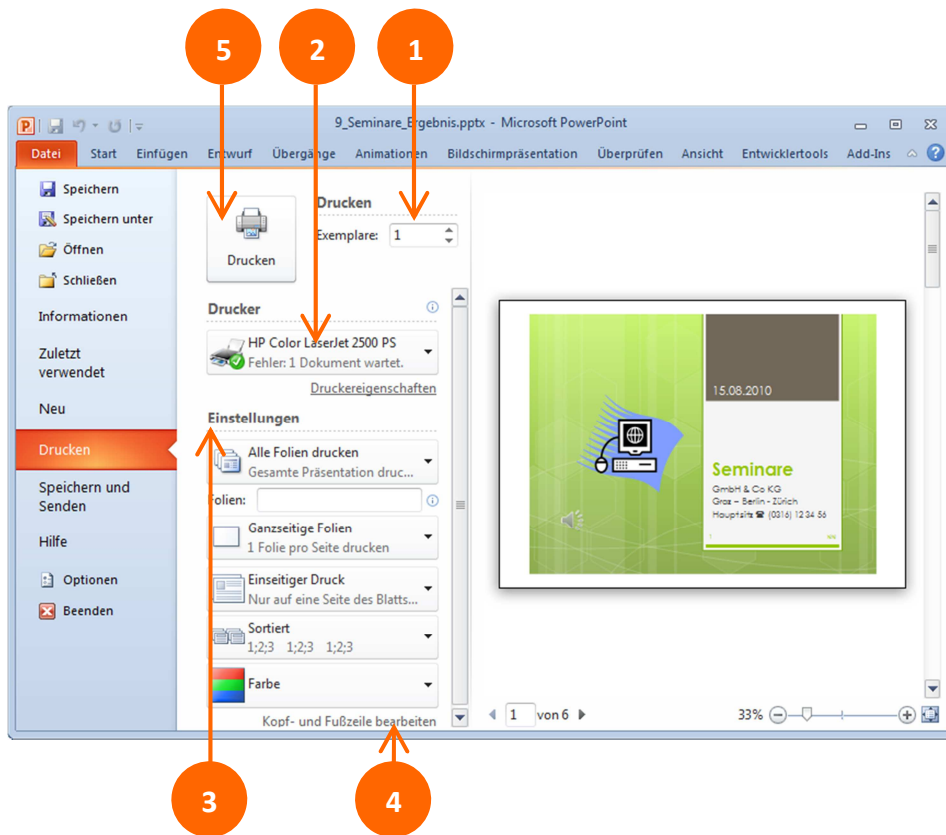 5 2 1
9_Seminare_Ergebnis.pptx - Microsoft PowerPoint
Datei Start Einfügen Entwurf Übergänge Animationen Bildschirmpräsentation Überprüfen Ansicht Entwicklertools Add-Ins
Speichern
Speichern unter
Öffnen
Schließen
Informationen
Zuletzt
verwendet
Neu
Drucken
Speichern und
Senden
Hilfe
Optionen
Beenden
Drucken
Drucken
Exemplare: 1
Drucker
HP Color LaserJet 2500 PS
Fehler: 1 Dokument wartet.
Druckereigenschaften
Einstellungen
Alle Folien drucken
Gesamte Präsentation druc...
Folien:
Ganzseitige Folien
1 Folie pro Seite drucken
Einseitiger Druck
Nur auf eine Seite des Blatts...
Sortiert
1;2;3 1;2;3 1;2;3
Farbe
Kopf- und Fußzeile bearbeiten
15.08.2010
Seminare
GmbH & Co KG
Graz – Berlin - Zürich
Hauptsitz ☎ (0316) 12 34 56
1 von 6
33%
3 4